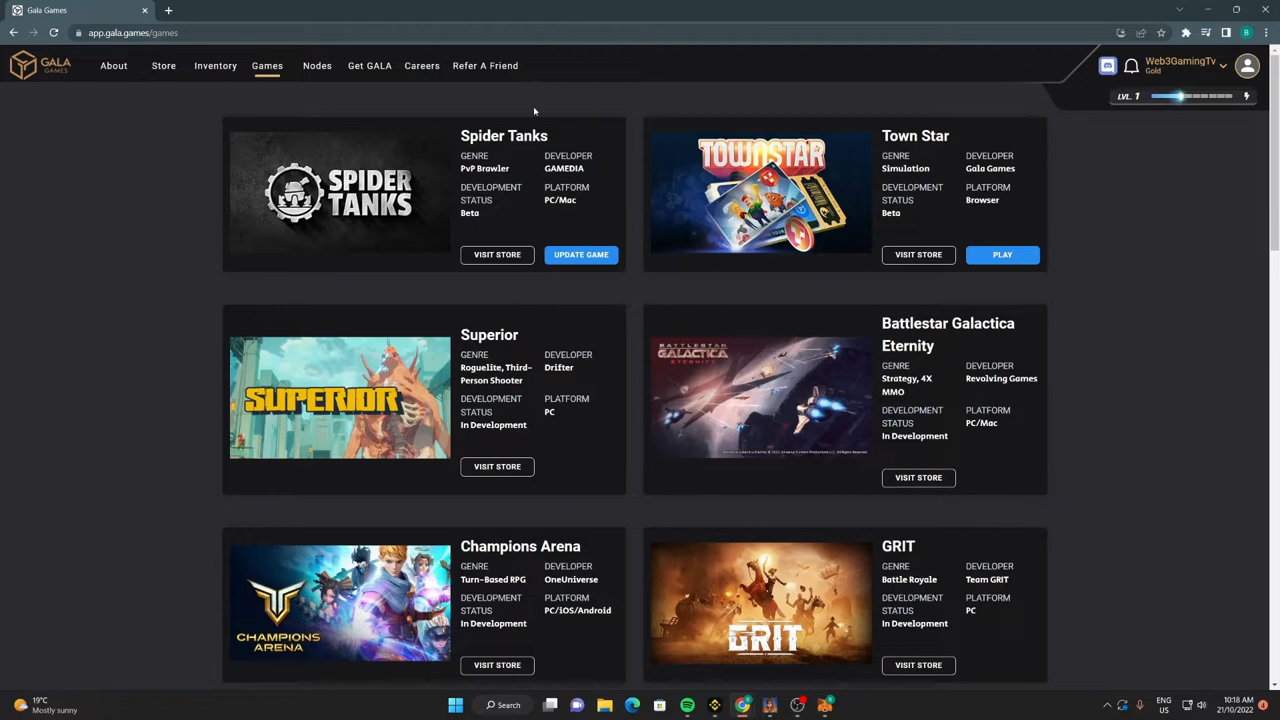 Gala Games
app.gala.games/games
GALA
GAMES
About Store Inventory Games Nodes Get GALA Careers Refer A Friend
Web3GamingTv
Gold
LVL. 1
SPIDER
TANKS
Spider Tanks
GENRE DEVELOPER
PvP Brawler GAMEDIA
DEVELOPMENT PLATFORM
STATUS PC/Mac
Beta
VISIT STORE UPDATE GAME
TOWNSTAR
Town Star
GENRE DEVELOPER
Simulation Gala Games
DEVELOPMENT PLATFORM
STATUS Browser
Beta
VISIT STORE PLAY
SUPERIOR
Superior
GENRE DEVELOPER
Roguelite, Third- Drifter
Person Shooter
DEVELOPMENT PLATFORM
STATUS PC
In Development
VISIT STORE
BATTLESTAR
GALACTICA
ETERNITY
Battlestar Galactica
Eternity
GENRE DEVELOPER
Strategy, 4X Revolving Games
MMO
DEVELOPMENT PLATFORM
STATUS PC/Mac
In Development
VISIT STORE
CHAMPIONS
ARENA
Champions Arena
GENRE DEVELOPER
Turn-Based RPG OneUniverse
DEVELOPMENT PLATFORM
STATUS PC/iOS/Android
In Development
VISIT STORE
GRIT
GRIT
GENRE DEVELOPER
Battle Royale Team GRIT
DEVELOPMENT PLATFORM
STATUS PC
In Development
VISIT STORE
19°C
Mostly sunny
Search
ENG
US
10:18 AM
21/10/2022